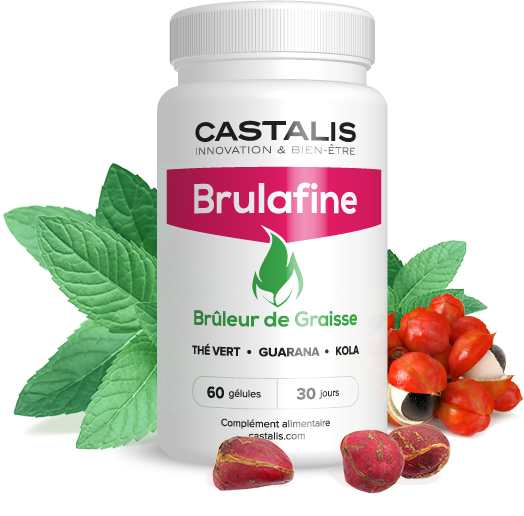 CASTALIS
INNOVATION & BIEN-ÊTRE
Brulafine
Brûleur de Graisse
THÉ VERT • GUARANA • KOLA
60 gélules 30 jours
Complément alimentaire
castalis.com